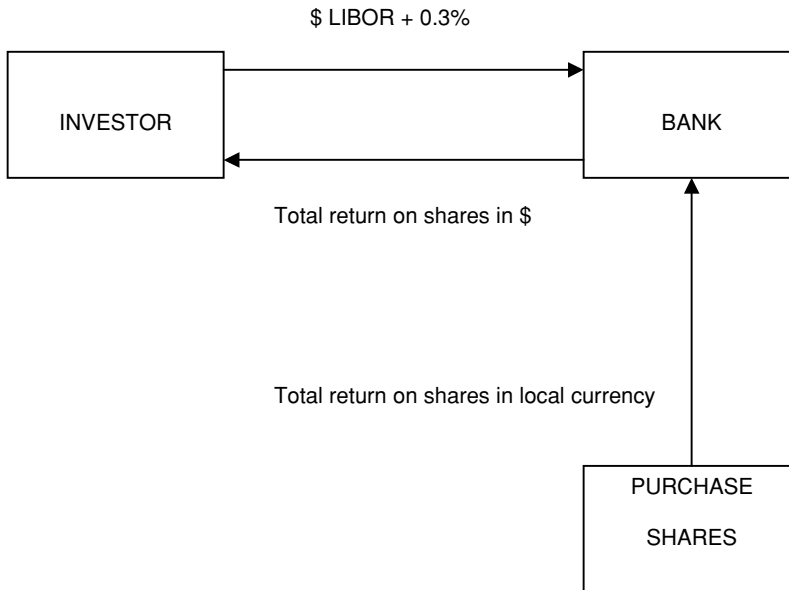 $ LIBOR + 0.3%
INVESTOR
BANK
Total return on shares in $
Total return on shares in local currency
PURCHASE
SHARES